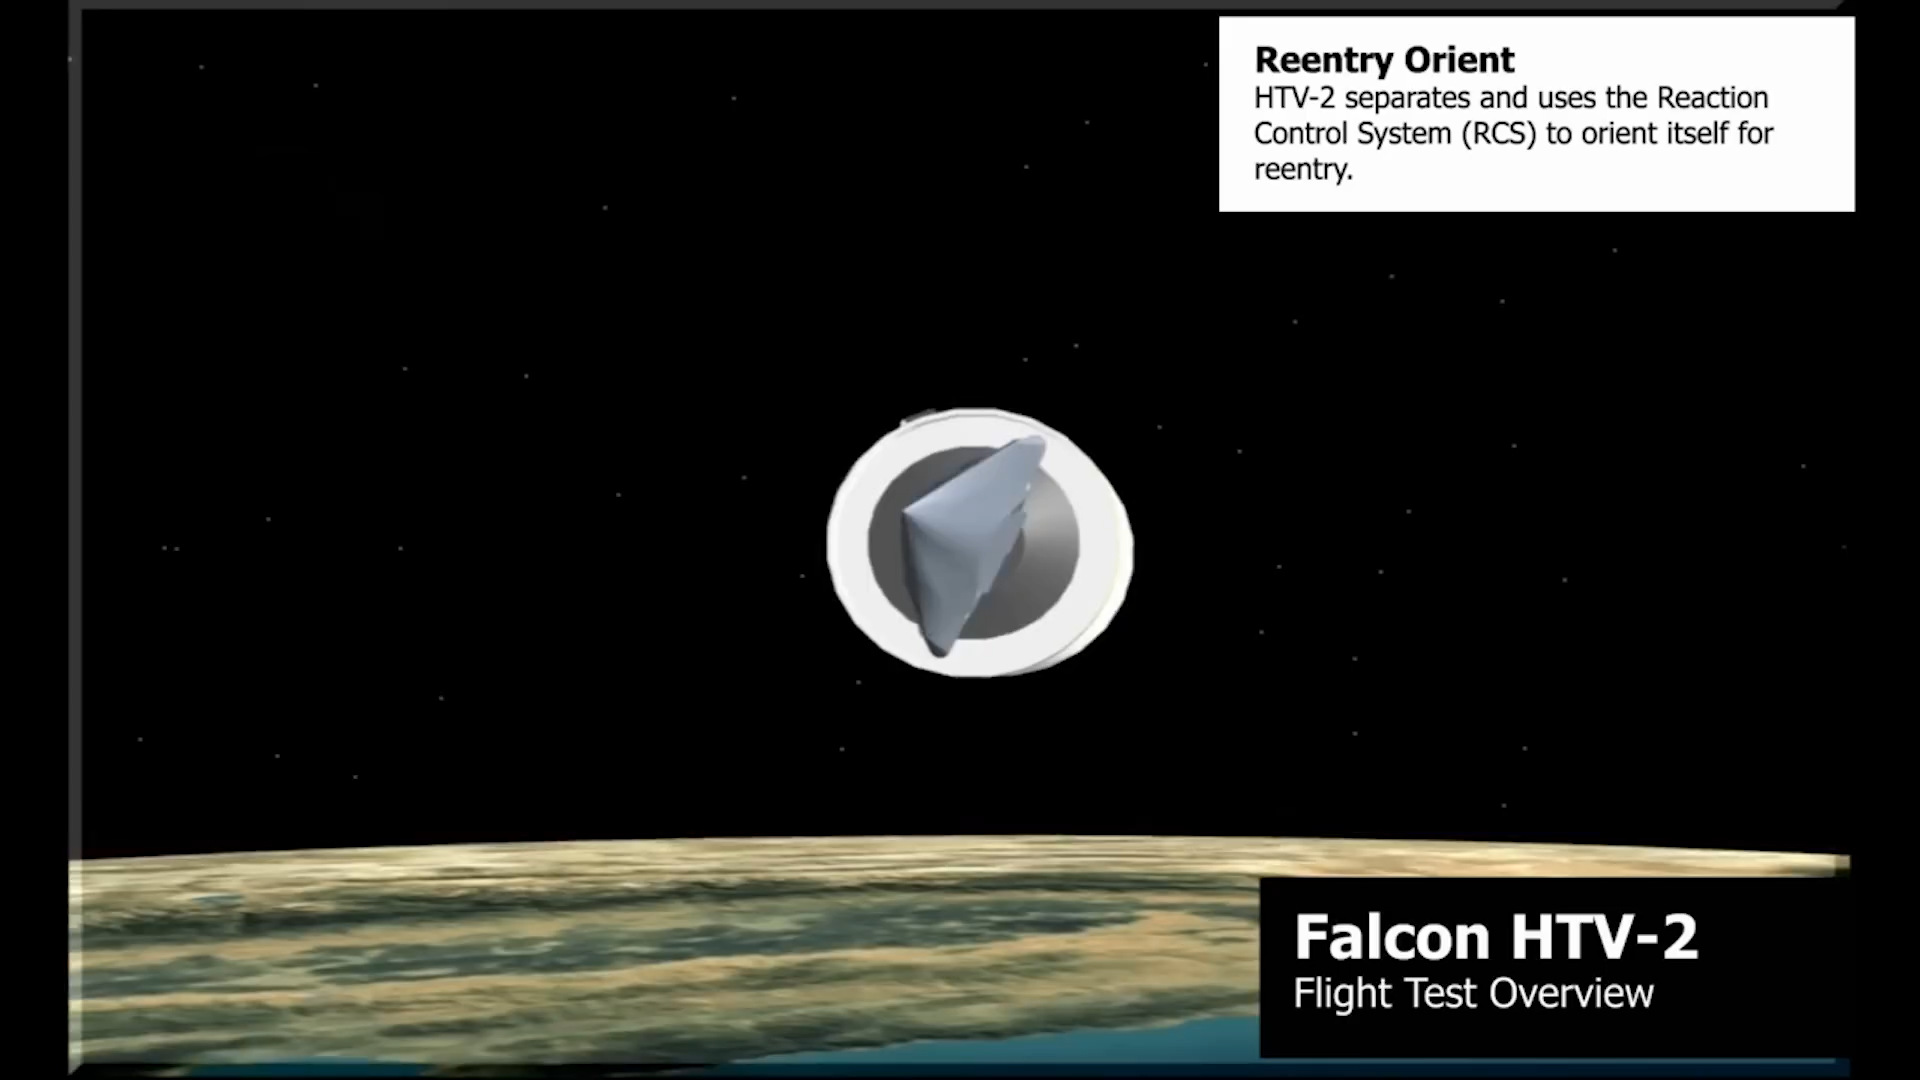 Reentry Orient
HTV-2 separates and uses the Reaction
Control System (RCS) to orient itself for
reentry.
Falcon HTV-2
Flight Test Overview